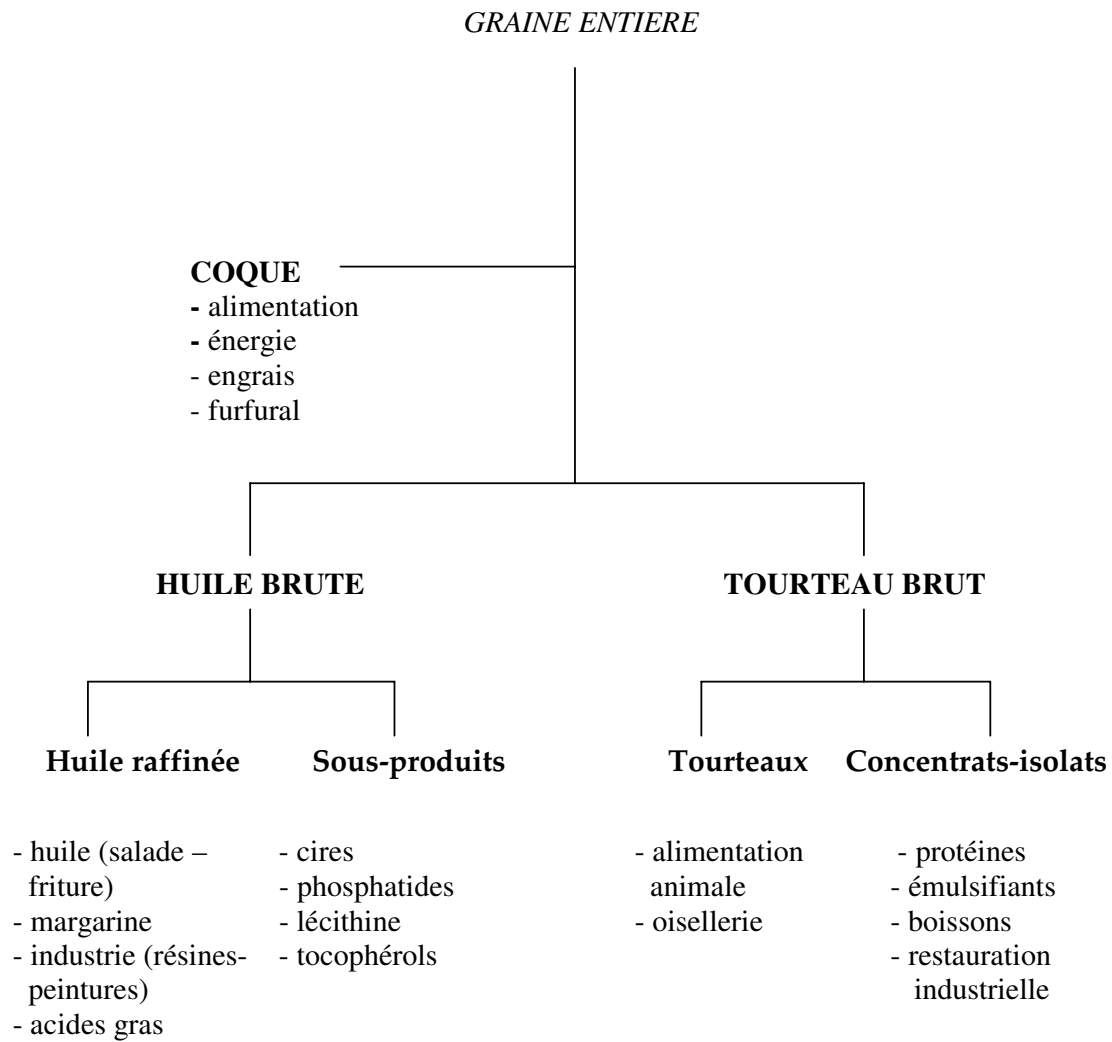 GRAINE ENTIERE
COQUE
- alimentation
- énergie
- engrais
- furfural
HUILE BRUTE
TOURTEAU BRUT
Huile raffinée
Sous-produits
Tourteaux
Concentrats-isolats
- huile (salade –
friture)
- margarine
- industrie (résines-
peintures)
- acides gras
- cires
- phosphatides
- lécithine
- tocophérols
- alimentation
animale
- oisellerie
- protéines
- émulsifiants
- boissons
- restauration
industrielle